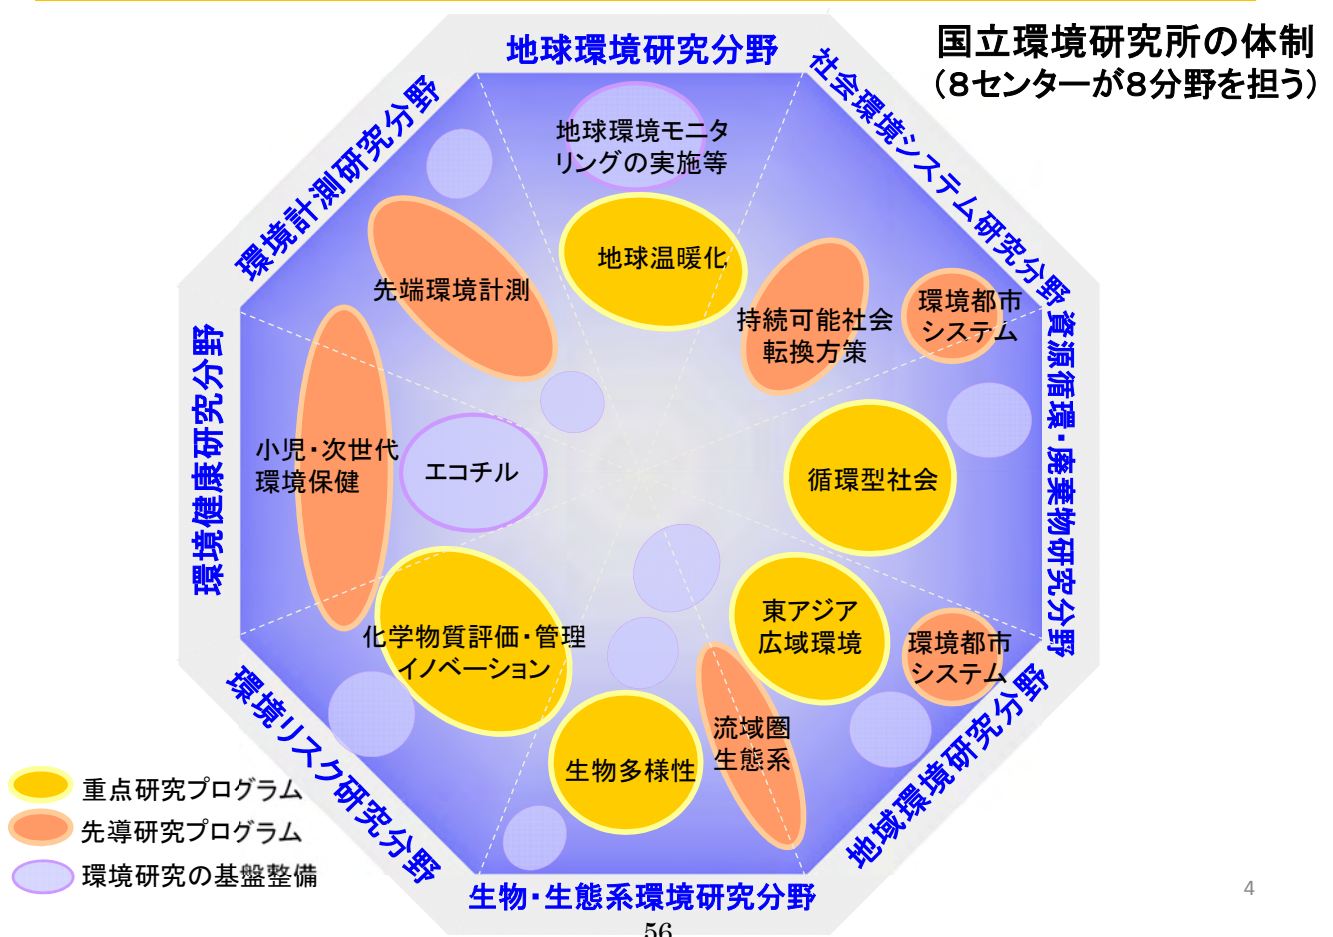 国立環境研究所の体制
（８センターが８分野を担う）
地球環境研究分野
社会環境システム研究分野
資源循環・廃棄物研究分野
地域環境研究分野
生物・生態系環境研究分野
環境リスク研究分野
環境健康研究分野
環境計測研究分野
地球環境モニタ
リングの実施等
地球温暖化
先端環境計測
持続可能社会
転換方策
環境都市
システム
小児・次世代
環境保健
エコチル
循環型社会
東アジア
広域環境
環境都市
システム
化学物質評価・管理
イノベーション
流域圏
生態系
生物多様性
重点研究プログラム
先導研究プログラム
環境研究の基盤整備
4
56